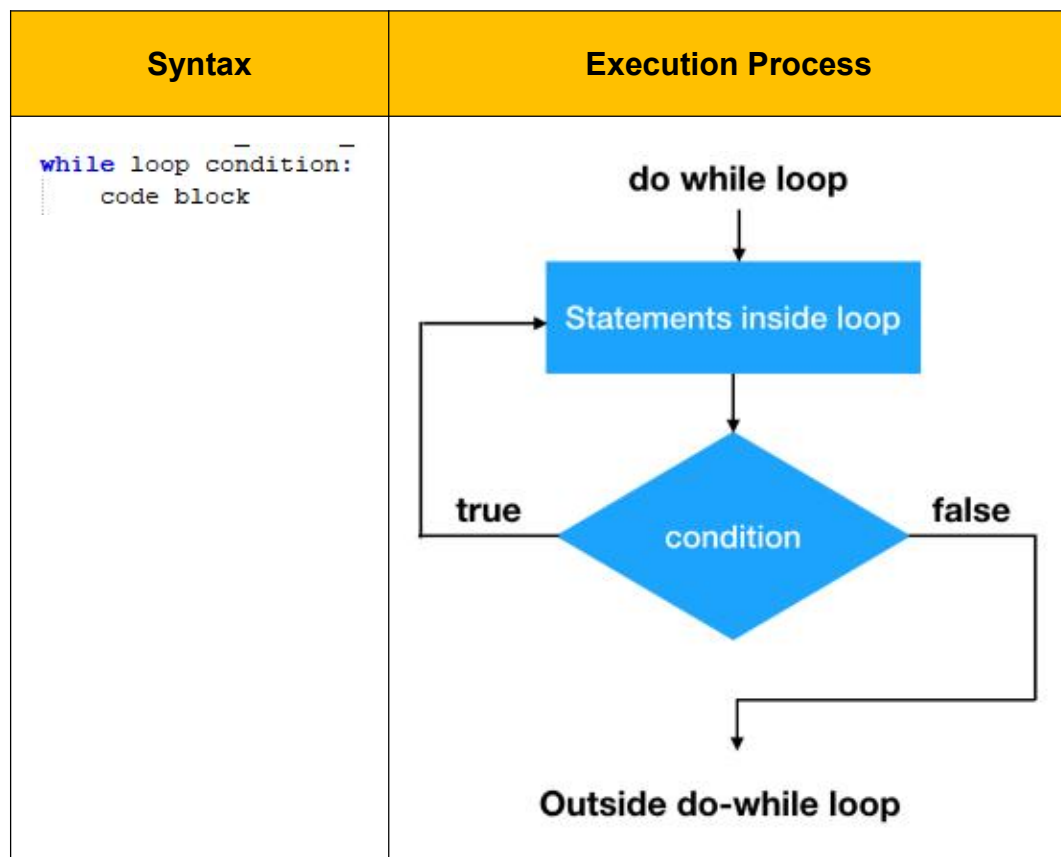 Syntax
Execution Process
while loop condition:
code block
do while loop
Statements inside loop
true
false
condition
Outside do-while loop